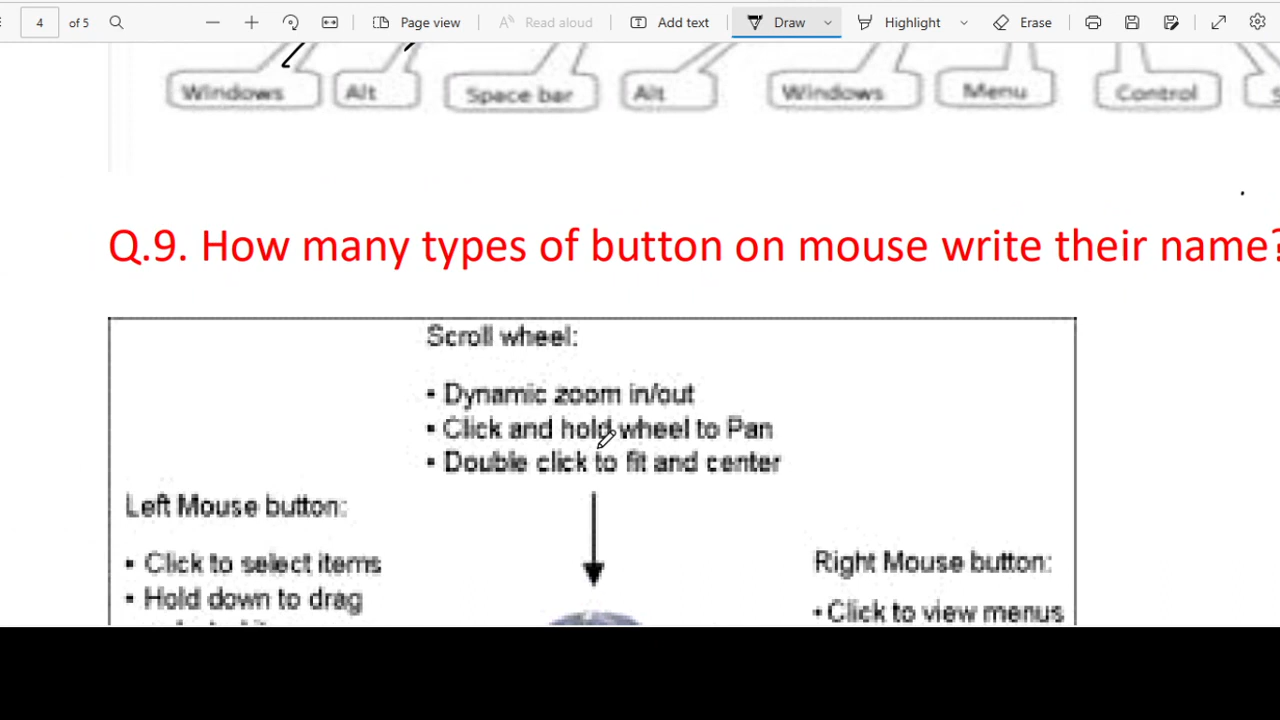 4 of 5 Page view Read aloud Add text Draw Highlight Erase
Windows Alt Space bar Alt Windows Menu Control
Q.9. How many types of button on mouse write their name?
Scroll wheel:
▪ Dynamic zoom in/out
▪ Click and hold wheel to Pan
▪ Double click to fit and center
Left Mouse button:
▪ Click to select items
▪ Hold down to drag
Right Mouse button:
▪ Click to view menus